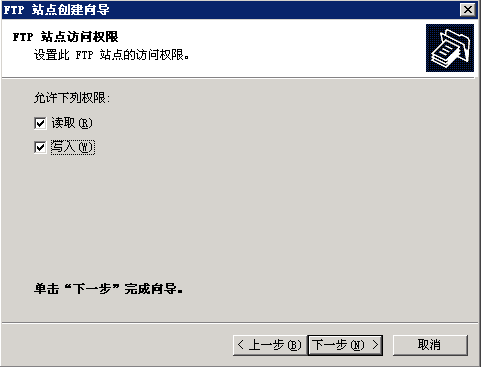 FTP 站点创建向导
FTP 站点访问权限
设置此 FTP 站点的访问权限。
允许下列权限:
读取(R)
写入(W)
单击“下一步”完成向导。
< 上一步(B) 下一步(N) > 取消